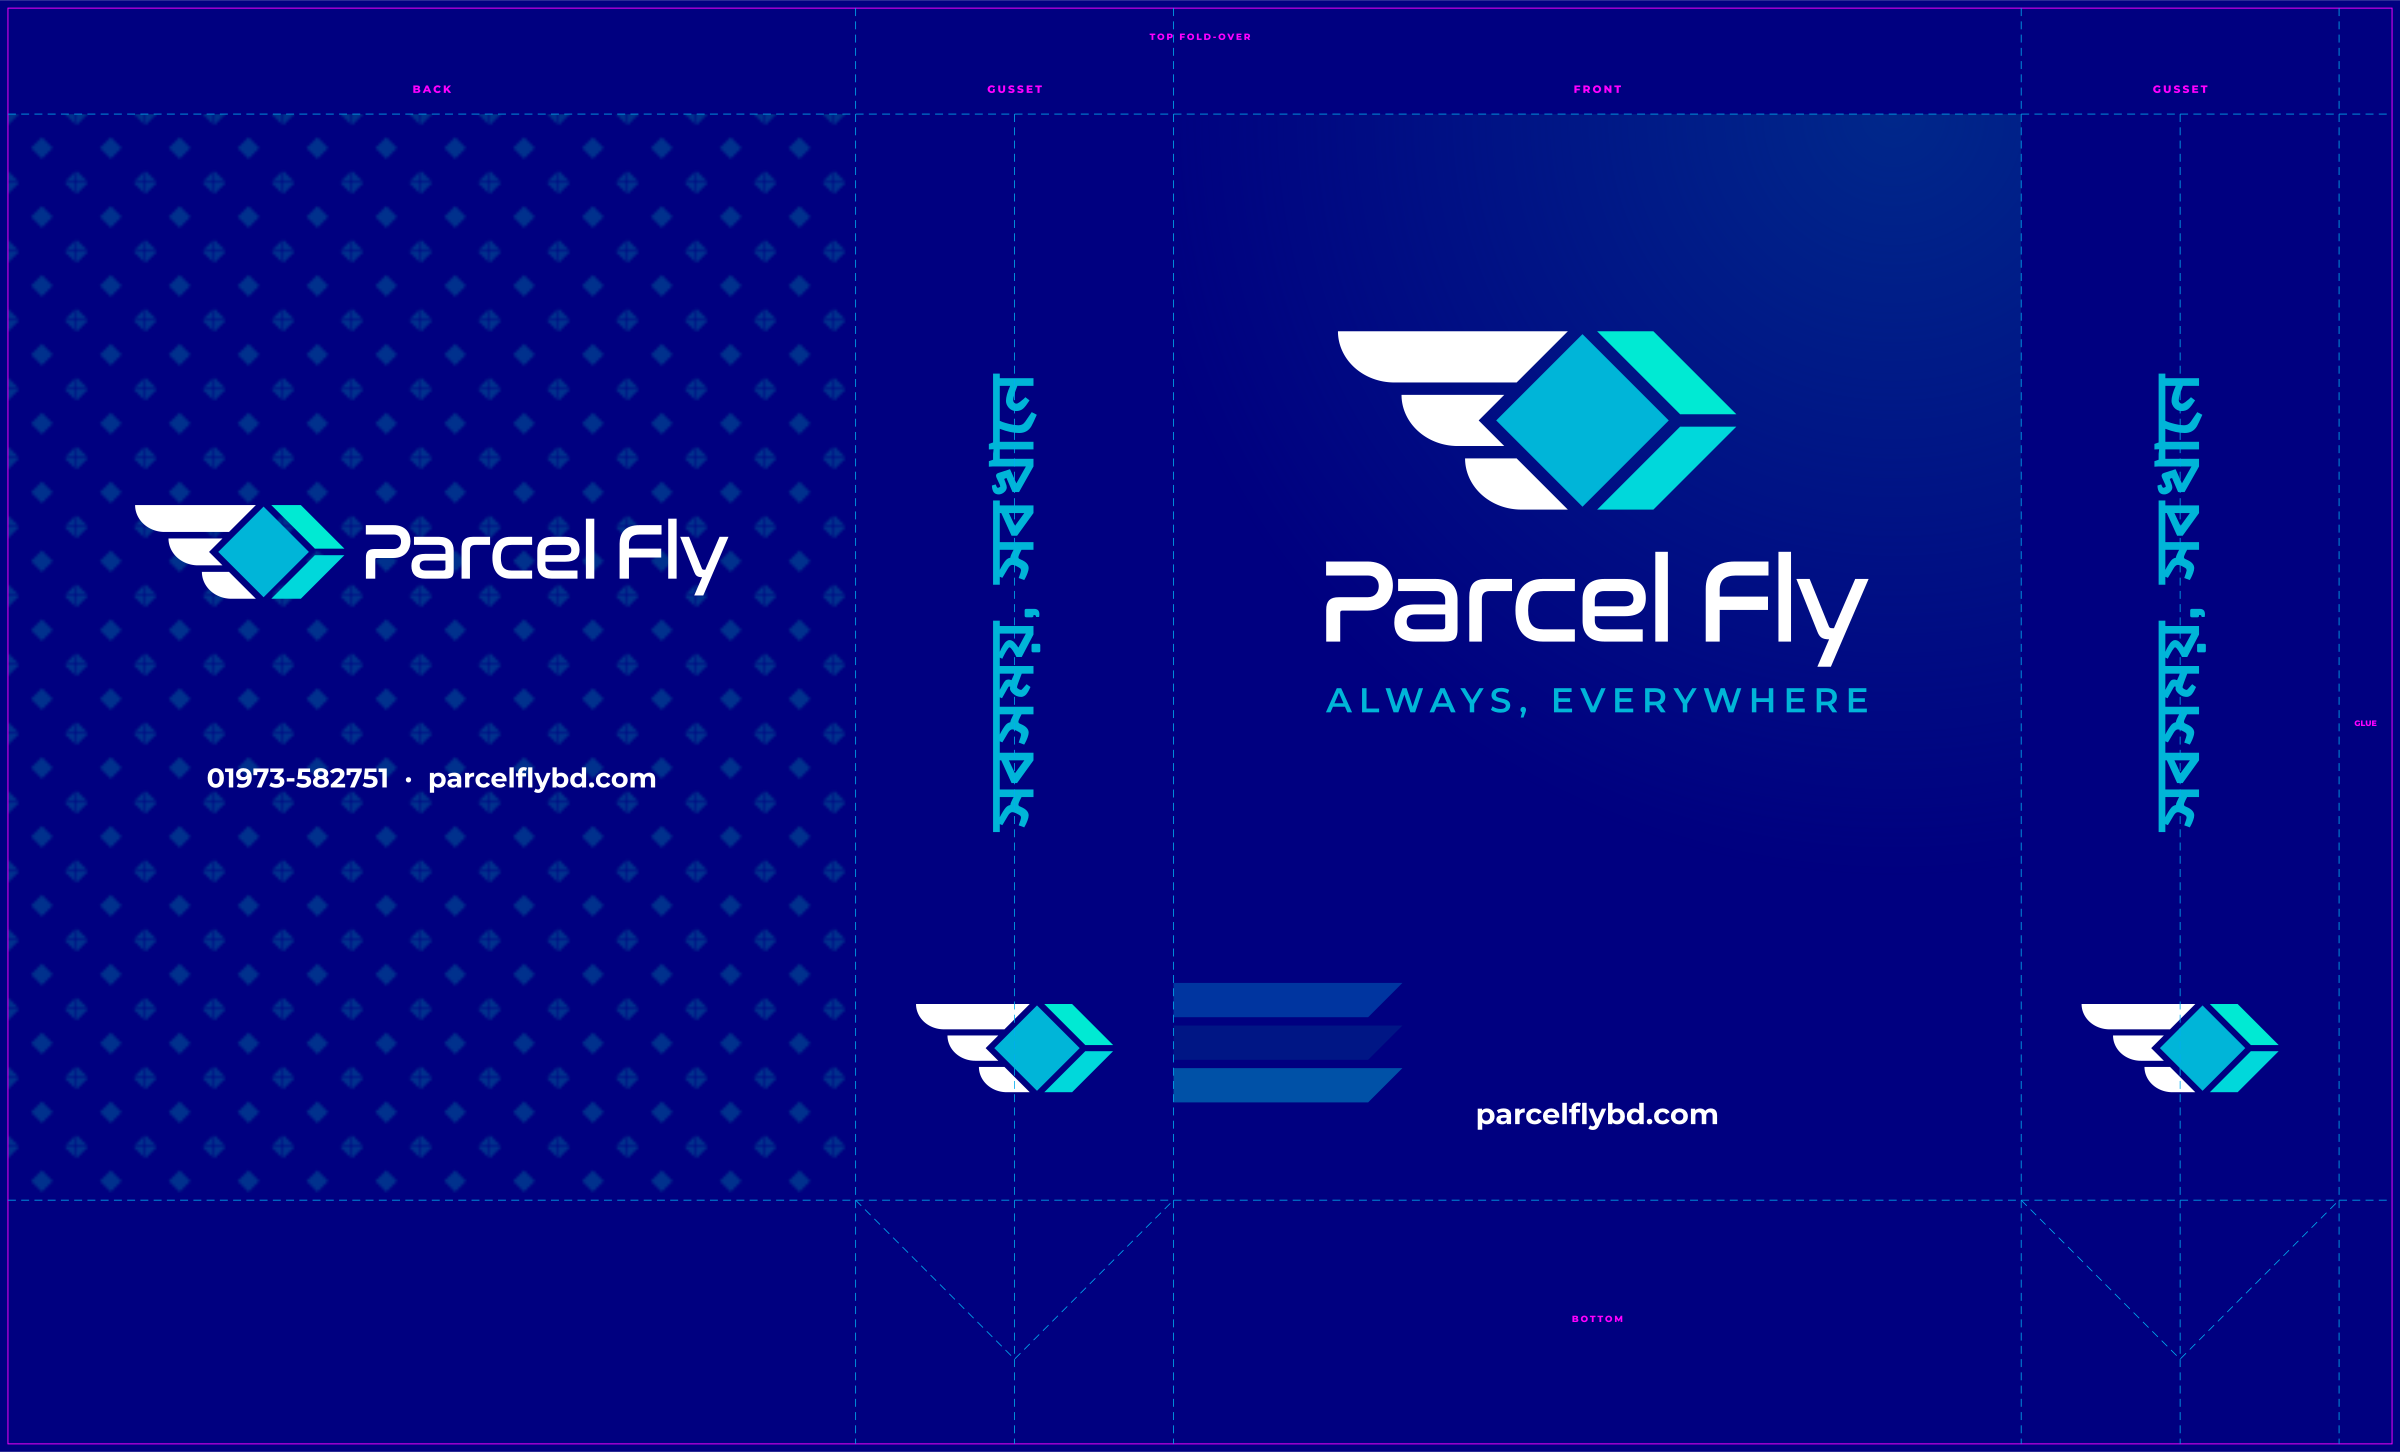 TOP FOLD-OVER
BACK
GUSSET
FRONT
GUSSET
Parcel Fly
01973-582751 • parcelflybd.com
সবসময়, সবখানে
Parcel Fly
ALWAYS, EVERYWHERE
parcelflybd.com
সবসময়, সবখানে
GLUE
BOTTOM